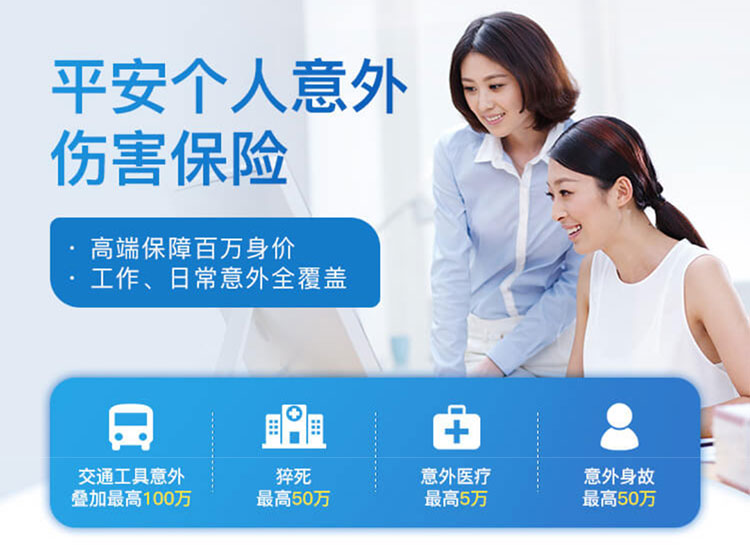 平安个人意外
伤害保险
· 高端保障百万身价
· 工作、日常意外全覆盖
交通工具意外
叠加最高100万
猝死
最高50万
意外医疗
最高5万
意外身故
最高50万